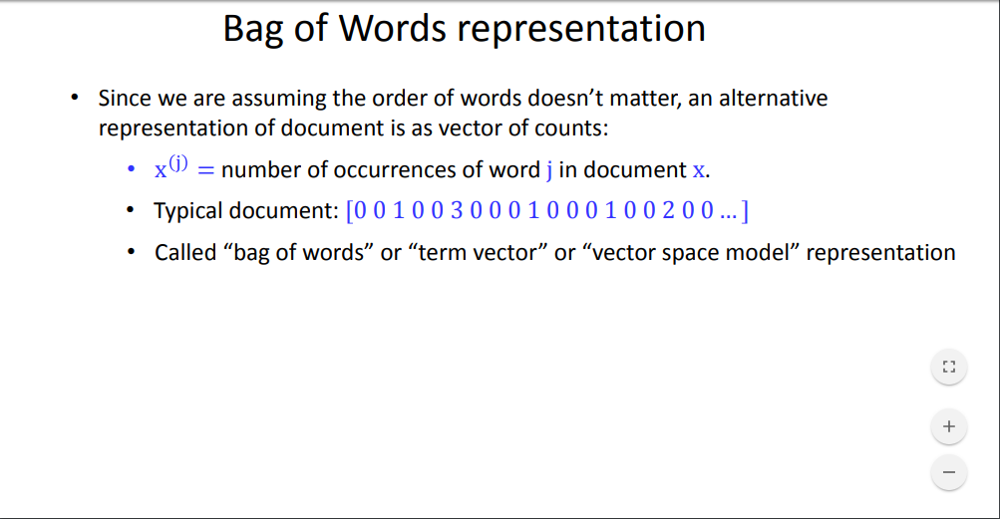 Bag of Words representation
• Since we are assuming the order of words doesn’t matter, an alternative
representation of document is as vector of counts:
• x^(j) = number of occurrences of word j in document x.
• Typical document: [0 0 1 0 0 3 0 0 0 1 0 0 0 1 0 0 2 0 0 … ]
• Called “bag of words” or “term vector” or “vector space model” representation